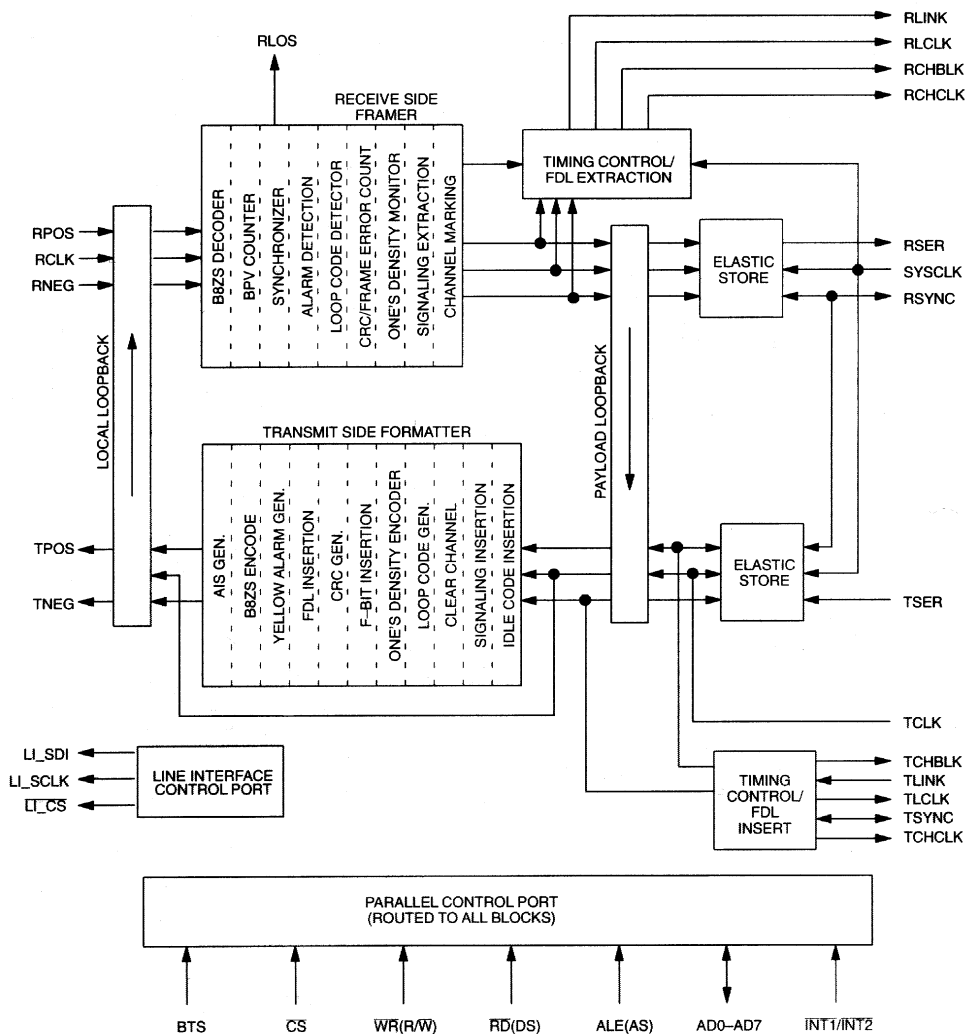 RLINK
RLOS
RLCLK
RCHBLK
RCHCLK
RECEIVE SIDE
FRAMER
TIMING CONTROL/
FDL EXTRACTION
B8ZS DECODER
BPV COUNTER
SYNCHRONIZER
ALARM DETECTION
LOOP CODE DETECTOR
CRC/FRAME ERROR COUNT
ONE'S DENSITY MONITOR
SIGNALING EXTRACTION
CHANNEL MARKING
RPOS
RCLK
RNEG
ELASTIC
STORE
RSER
SYSCLK
RSYNC
LOCAL LOOPBACK
PAYLOAD LOOPBACK
TRANSMIT SIDE FORMATTER
AIS GEN.
B8ZS ENCODE
YELLOW ALARM GEN.
FDL INSERTION
CRC GEN.
F–BIT INSERTION
ONE'S DENSITY ENCODER
LOOP CODE GEN.
CLEAR CHANNEL
SIGNALING INSERTION
IDLE CODE INSERTION
TPOS
TNEG
ELASTIC
STORE
TSER
TCLK
LI_SDI
LI_SCLK
LI_CS
LINE INTERFACE
CONTROL PORT
TIMING
CONTROL/
FDL
INSERT
TCHBLK
TLINK
TLCLK
TSYNC
TCHCLK
PARALLEL CONTROL PORT
(ROUTED TO ALL BLOCKS)
BTS
CS
WR(R/W)
RD(DS)
ALE(AS)
AD0–AD7
INT1/INT2